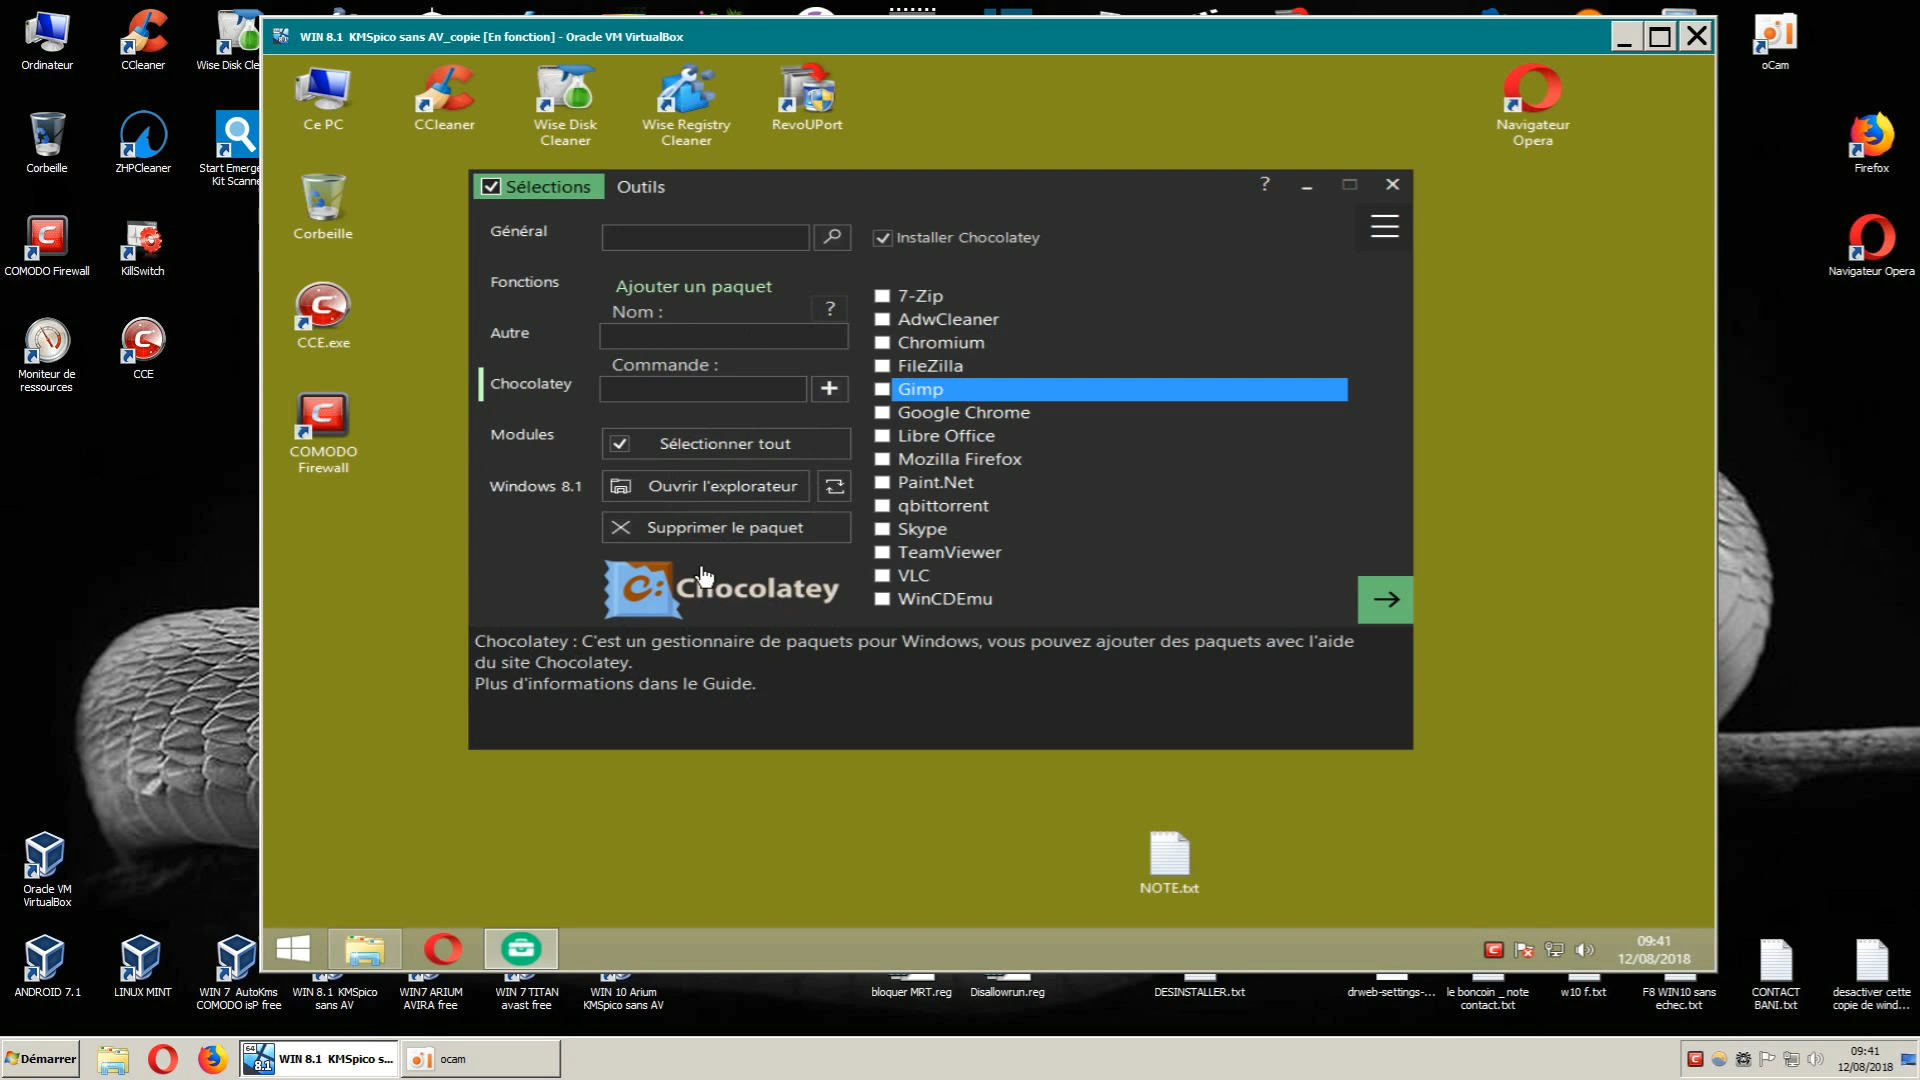 WIN 8.1 KMSpico sans AV_copie [En fonction] - Oracle VM VirtualBox
Ordinateur
CCleaner
Wise Disk Cle
oCam
Ce PC
CCleaner
Wise Disk
Cleaner
Wise Registry
Cleaner
RevoUPort
Navigateur
Opera
Corbeille
ZHPCleaner
Start Emerge
Kit Scanne
Firefox
Sélections
Outils
?
Général
Installer Chocolatey
Corbeille
COMODO Firewall
KillSwitch
Navigateur Opera
Fonctions
Ajouter un paquet
Nom :
?
7-Zip
AdwCleaner
Autre
Chromium
CCE.exe
Commande :
FileZilla
Chocolatey
Gimp
Moniteur de
ressources
CCE
Google Chrome
Modules
Sélectionner tout
Libre Office
COMODO
Firewall
Mozilla Firefox
Windows 8.1
Ouvrir l'explorateur
Paint.Net
qbittorrent
Supprimer le paquet
Skype
TeamViewer
VLC
Chocolatey
WinCDEmu
Chocolatey : C'est un gestionnaire de paquets pour Windows, vous pouvez ajouter des paquets avec l'aide
du site Chocolatey.
Plus d'informations dans le Guide.
NOTE.txt
Oracle VM
VirtualBox
09:41
12/08/2018
ANDROID 7.1
LINUX MINT
WIN 7 AutoKms
COMODO isP free
WIN 8.1 KMSpico
sans AV
WIN7 ARIUM
AVIRA free
WIN 7 TITAN
avast free
WIN 10 Arium
KMSpico sans AV
bloquer MRT.reg
Disallowrun.reg
DESINSTALLER.txt
drweb-settings-...
le boncoin _ note
contact.txt
w10 f.txt
F8 WIN10 sans
echec.txt
CONTACT
BANI.txt
desactiver cette
copie de wind...
Démarrer
64
8.1
WIN 8.1 KMSpico s...
ocam
09:41
12/08/2018